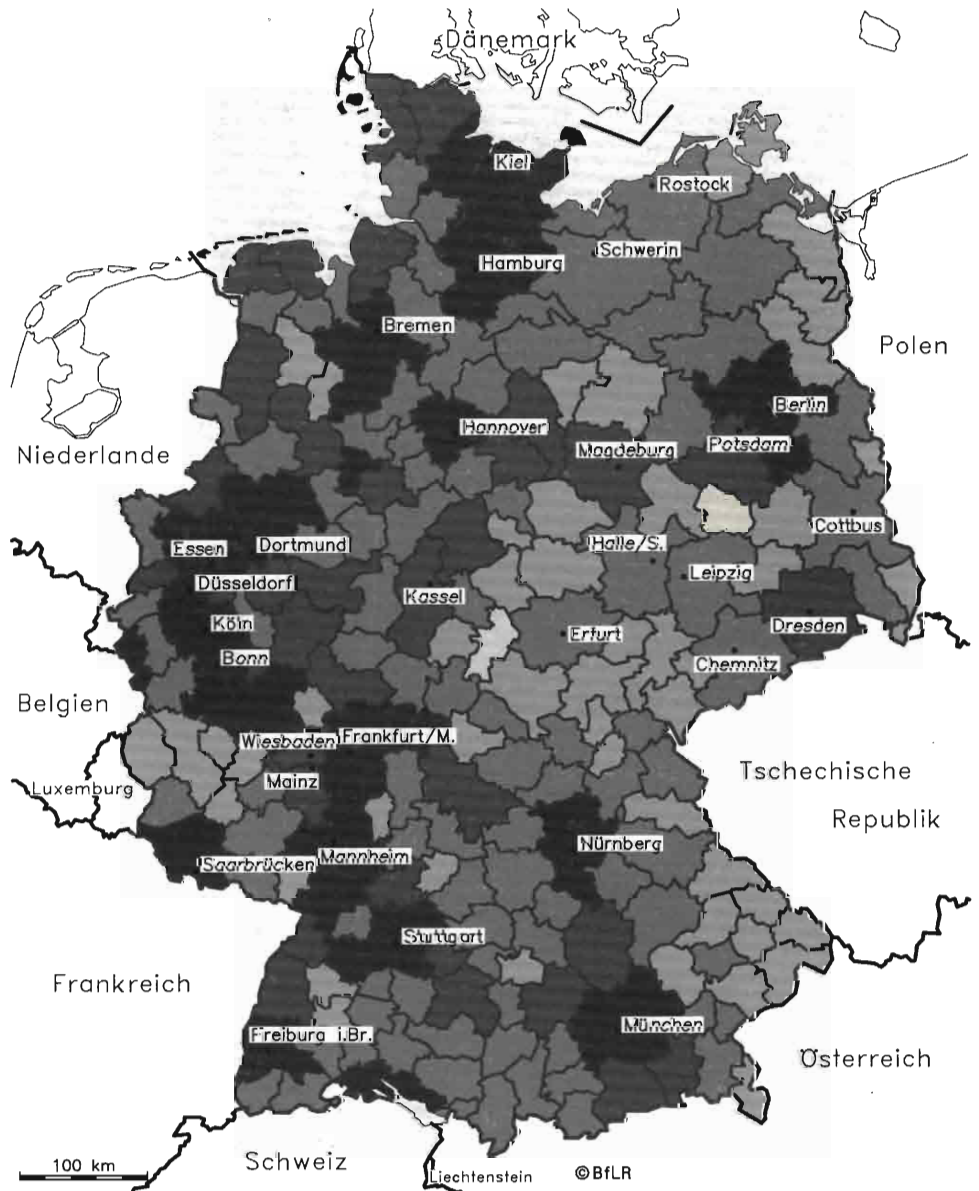 Dänemark
Kiel
Rostock
Schwerin
Hamburg
Bremen
Polen
Berlin
Hannover
Niederlande
Magdeburg
Potsdam
Cottbus
Essen
Dortmund
Halle/S.
Leipzig
Düsseldorf
Kassel
Köln
Erfurt
Dresden
Bonn
Chemnitz
Belgien
Wiesbaden
Frankfurt/M.
Tschechische
Luxemburg
Mainz
Republik
Nürnberg
Saarbrücken
Mannheim
Stuttgart
Frankreich
Freiburg i.Br.
München
Österreich
100 km
Schweiz
Liechtenstein
©BfLR